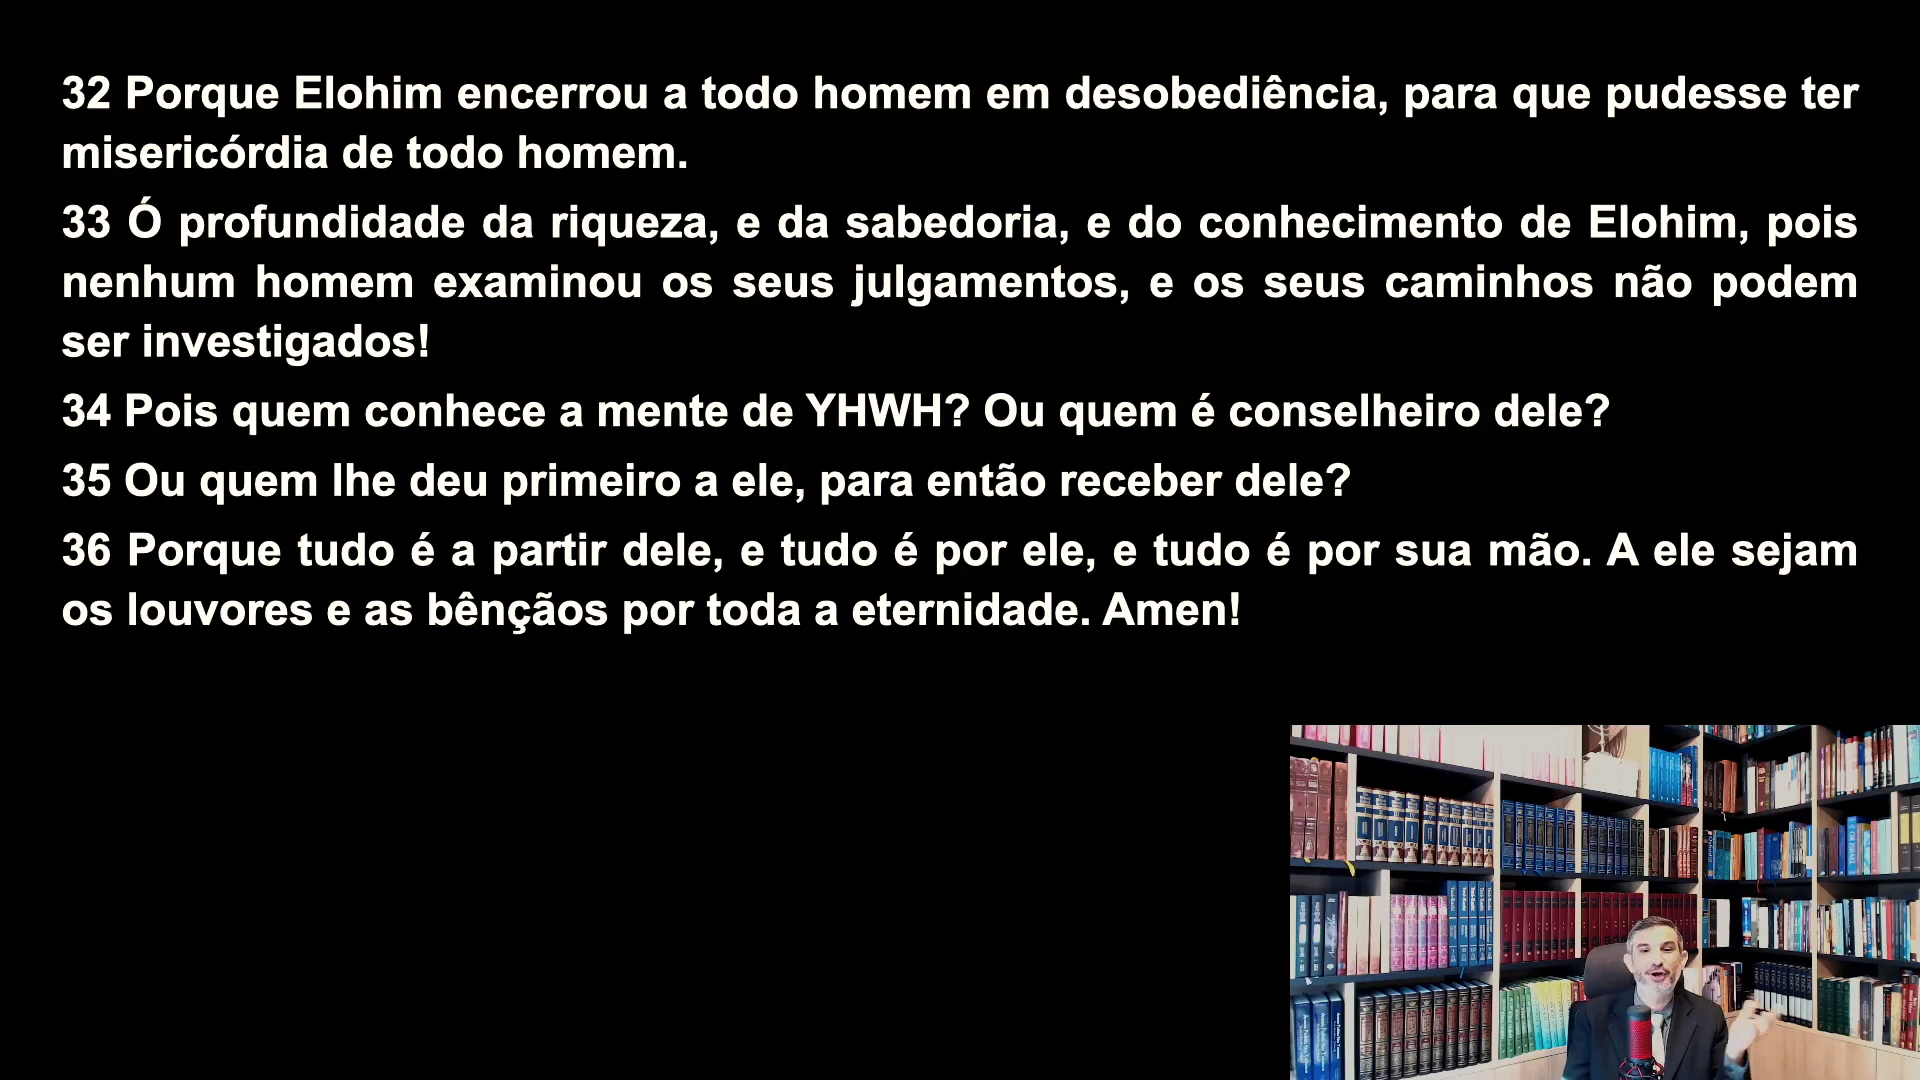 32 Porque Elohim encerrou a todo homem em desobediência, para que pudesse ter
misericórdia de todo homem.
33 Ó profundidade da riqueza, e da sabedoria, e do conhecimento de Elohim, pois
nenhum homem examinou os seus julgamentos, e os seus caminhos não podem
ser investigados!
34 Pois quem conhece a mente de YHWH? Ou quem é conselheiro dele?
35 Ou quem lhe deu primeiro a ele, para então receber dele?
36 Porque tudo é a partir dele, e tudo é por ele, e tudo é por sua mão. A ele sejam
os louvores e as bênçãos por toda a eternidade. Amen!